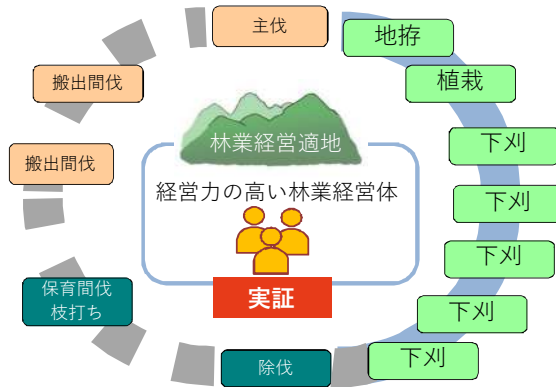 主伐
地拵
植栽
下刈
下刈
下刈
下刈
下刈
除伐
保育間伐
枝打ち
搬出間伐
搬出間伐
林業経営適地
経営力の高い林業経営体
実証